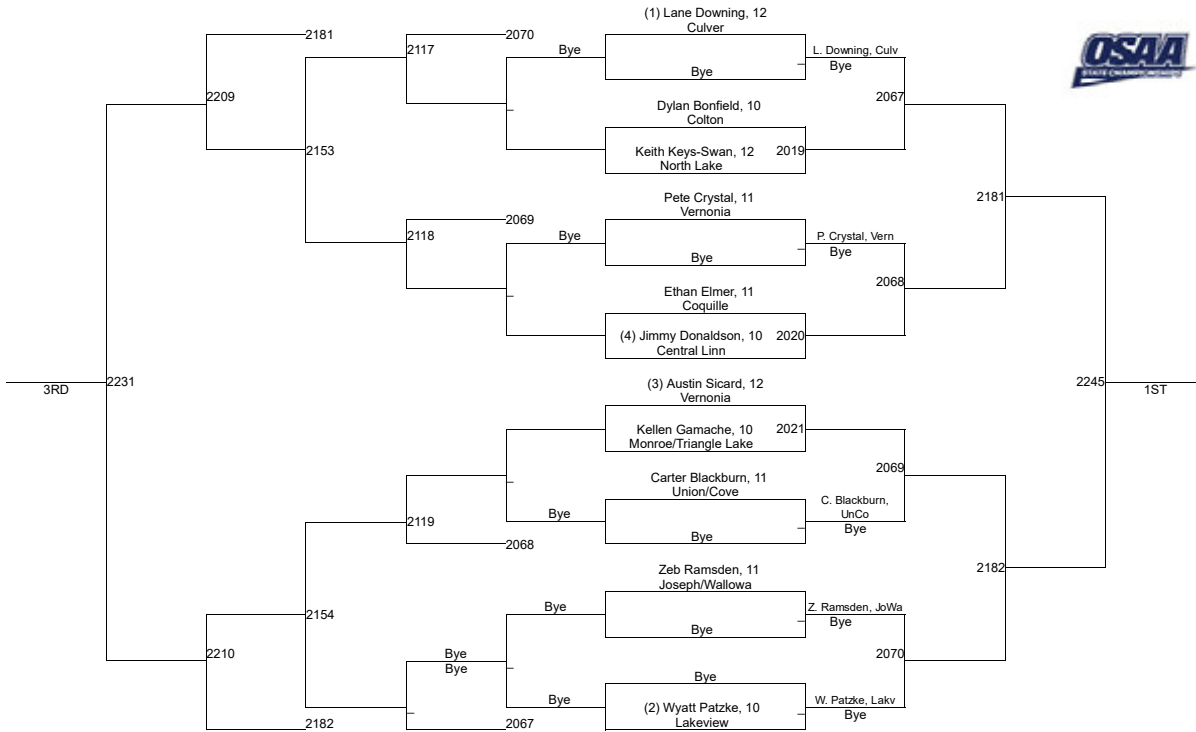 (1) Lane Downing, 12
Culver
2181
2070
Bye
L. Downing, Culv
OSAA
STATE CHAMPIONSHIPS
2117
Bye
Bye
2209
2067
Dylan Bonfield, 10
Colton
2153
Keith Keys-Swan, 12
2019
North Lake
Pete Crystal, 11
Vernonia
2181
2069
2118
Bye
P. Crystal, Vern
Bye
Bye
2068
Ethan Elmer, 11
Coquille
(4) Jimmy Donaldson, 10
2020
Central Linn
3RD
2231
(3) Austin Sicard, 12
Vernonia
2245
1ST
Kellen Gamache, 10
2021
Monroe/Triangle Lake
2069
Carter Blackburn, 11
Union/Cove
C. Blackburn,
UnCo
2119
Bye
Bye
Bye
2068
2182
Zeb Ramsden, 11
Joseph/Wallowa
2154
Bye
Z. Ramsden, JoWa
Bye
Bye
2210
Bye
Bye
2070
Bye
Bye
(2) Wyatt Patzke, 10
Lakeview
W. Patzke, Lakv
Bye
2182
2067